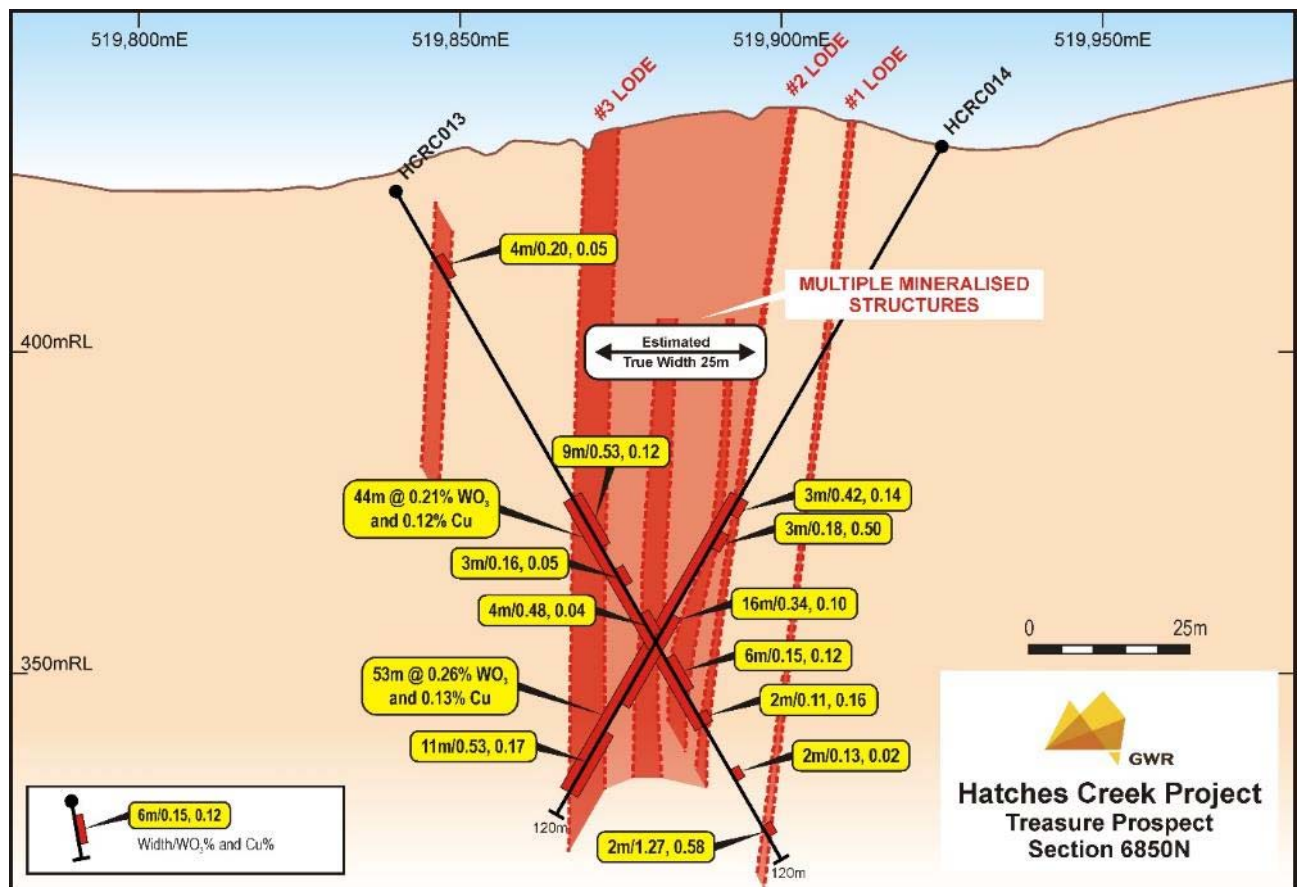 519,800mE
519,850mE
519,900mE
519,950mE
#3 LODE
#2 LODE
#1 LODE
HCRC013
HCRC014
4m/0.20, 0.05
MULTIPLE MINERALISED
STRUCTURES
400mRL
Estimated
True Width 25m
9m/0.53, 0.12
44m @ 0.21% WO₃
and 0.12% Cu
3m/0.42, 0.14
3m/0.18, 0.50
3m/0.16, 0.05
4m/0.48, 0.04
16m/0.34, 0.10
0
25m
350mRL
6m/0.15, 0.12
53m @ 0.26% WO₃
and 0.13% Cu
2m/0.11, 0.16
11m/0.53, 0.17
2m/0.13, 0.02
GWR
Hatches Creek Project
Treasure Prospect
Section 6850N
6m/0.15, 0.12
Width/WO₃% and Cu%
120m
2m/1.27, 0.58
120m